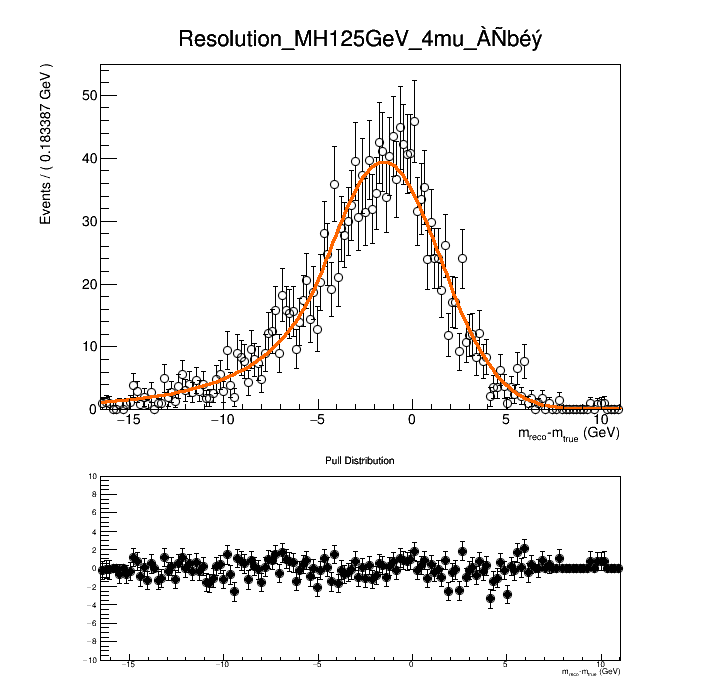 Resolution_MH125GeV_4mu_ÀÑbéý
Events / ( 0.183387 GeV )
50
40
30
20
10
0
−15 −10 −5 0 5 10
mreco-mtrue (GeV)
Pull Distribution
10
8
6
4
2
0
−2
−4
−6
−8
−10
−15 −10 −5 0 5 10
mreco-mtrue (GeV)